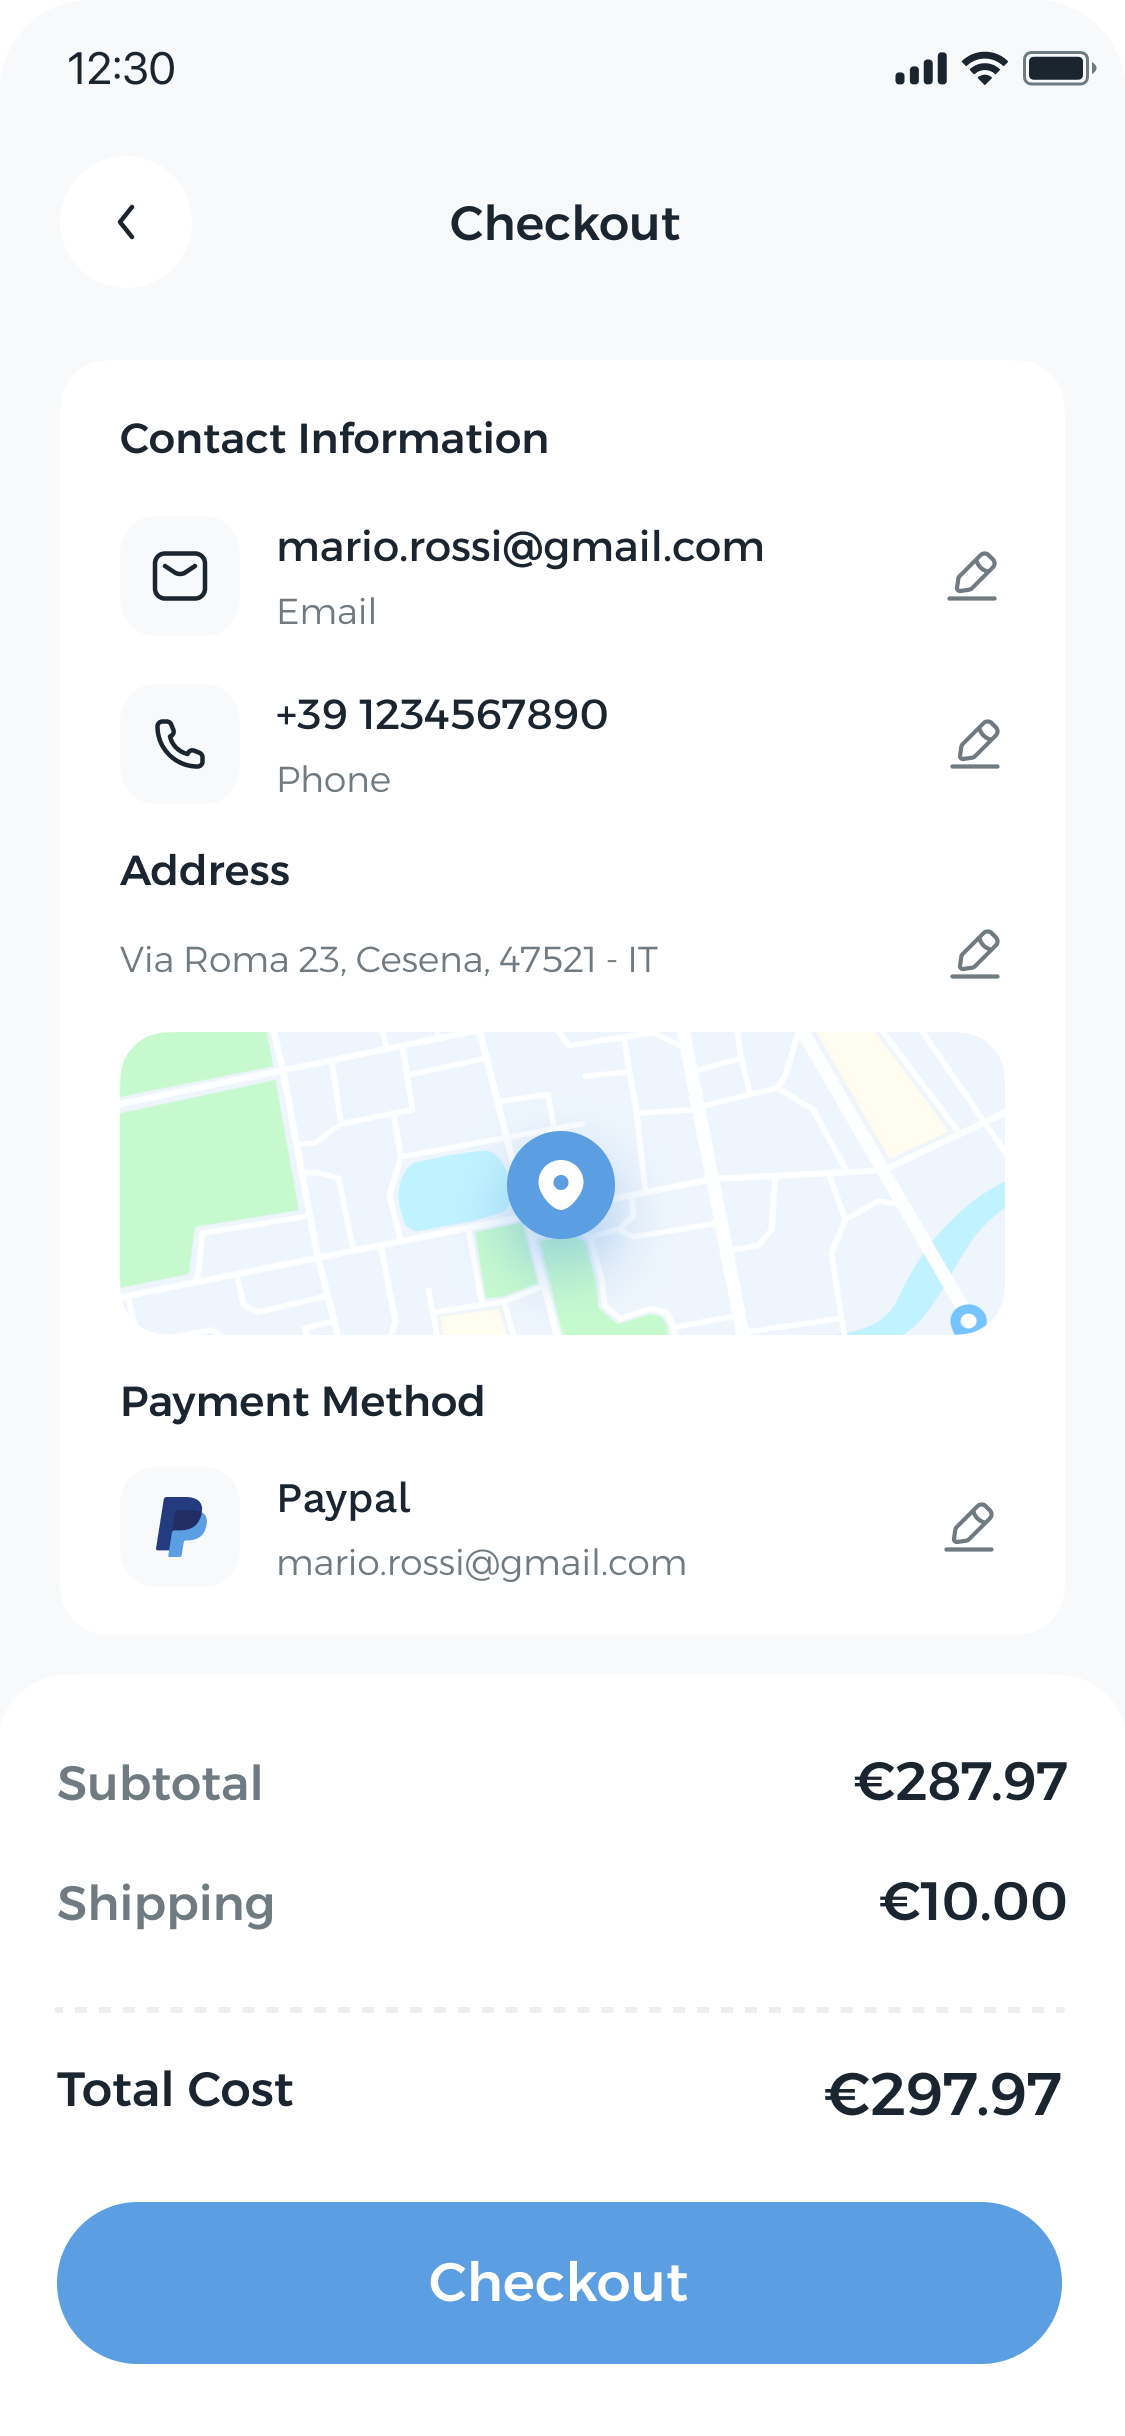 12:30
Checkout
Contact Information
mario.rossi@gmail.com
Email
+39 1234567890
Phone
Address
Via Roma 23, Cesena, 47521 - IT
Payment Method
Paypal
mario.rossi@gmail.com
Subtotal €287.97
Shipping €10.00
Total Cost €297.97
Checkout